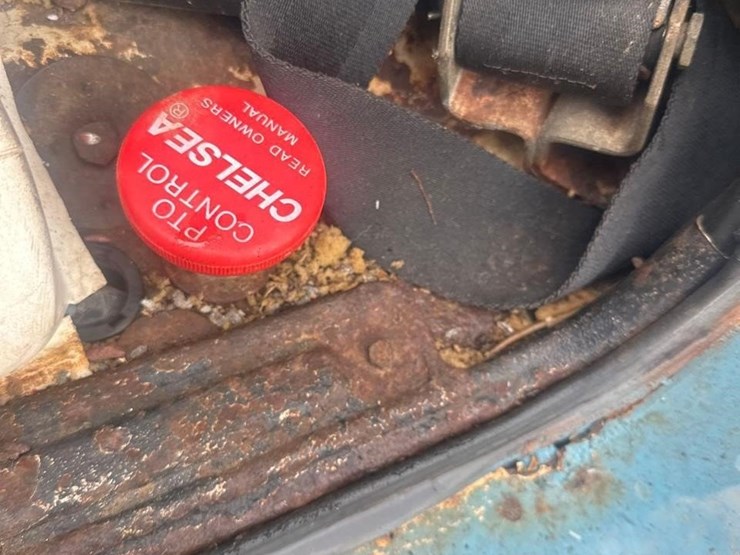 PTO
CONTROL
CHELSEA®
READ OWNERS
MANUAL